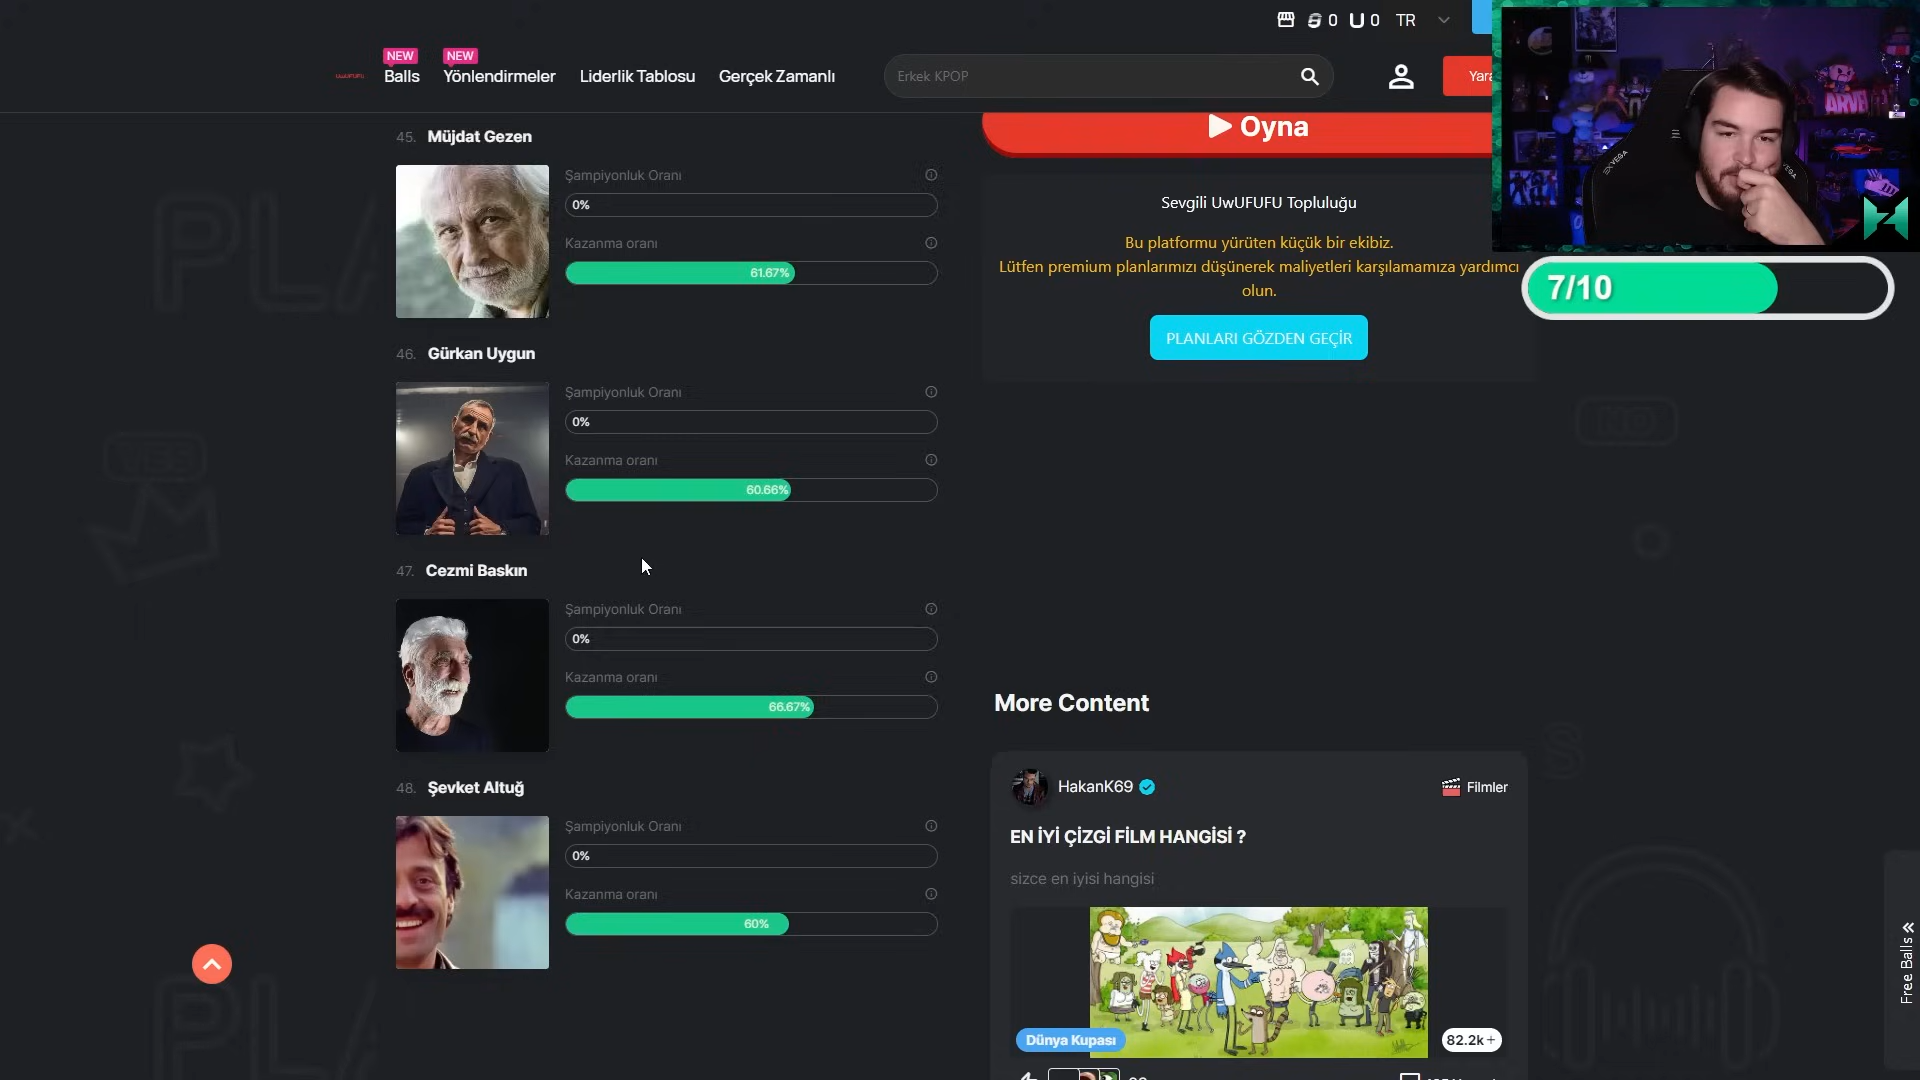 0 0 TR
NEW NEW
UwUFUFU Balls Yönlendirmeler Liderlik Tablosu Gerçek Zamanlı
Erkek KPOP
Yara
45. Müjdat Gezen
Şampiyonluk Oranı
0%
Kazanma oranı
61.67%
46. Gürkan Uygun
Şampiyonluk Oranı
0%
Kazanma oranı
60.66%
47. Cezmi Baskın
Şampiyonluk Oranı
0%
Kazanma oranı
66.67%
48. Şevket Altuğ
Şampiyonluk Oranı
0%
Kazanma oranı
60%
Oyna
Sevgili UwUFUFU Topluluğu
Bu platformu yürüten küçük bir ekibiz.
Lütfen premium planlarımızı düşünerek maliyetleri karşılamamıza yardımcı
olun.
PLANLARI GÖZDEN GEÇİR
7/10
More Content
HakanK69 Filmler
EN İYİ ÇİZGİ FİLM HANGİSİ ?
sizce en iyisi hangisi
Dünya Kupası 82.2k+
Free Balls
YES
NO